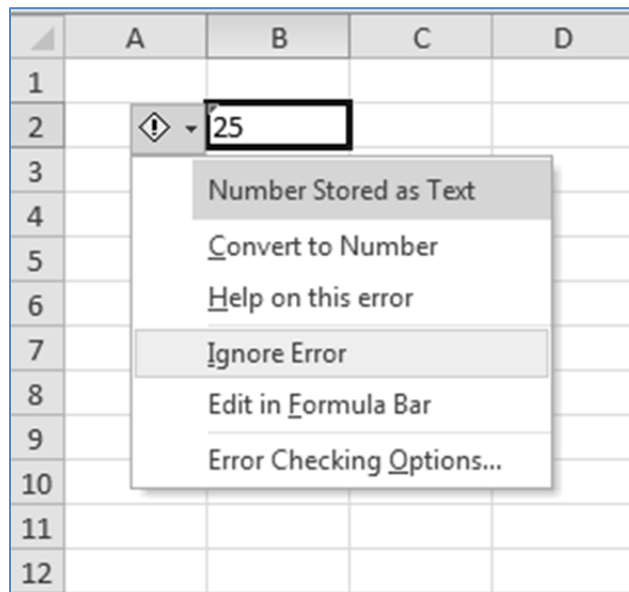 A B C D
1
2 25
3
Number Stored as Text
4
Convert to Number
5
6 Help on this error
7 Ignore Error
8 Edit in Formula Bar
9
Error Checking Options...
10
11
12